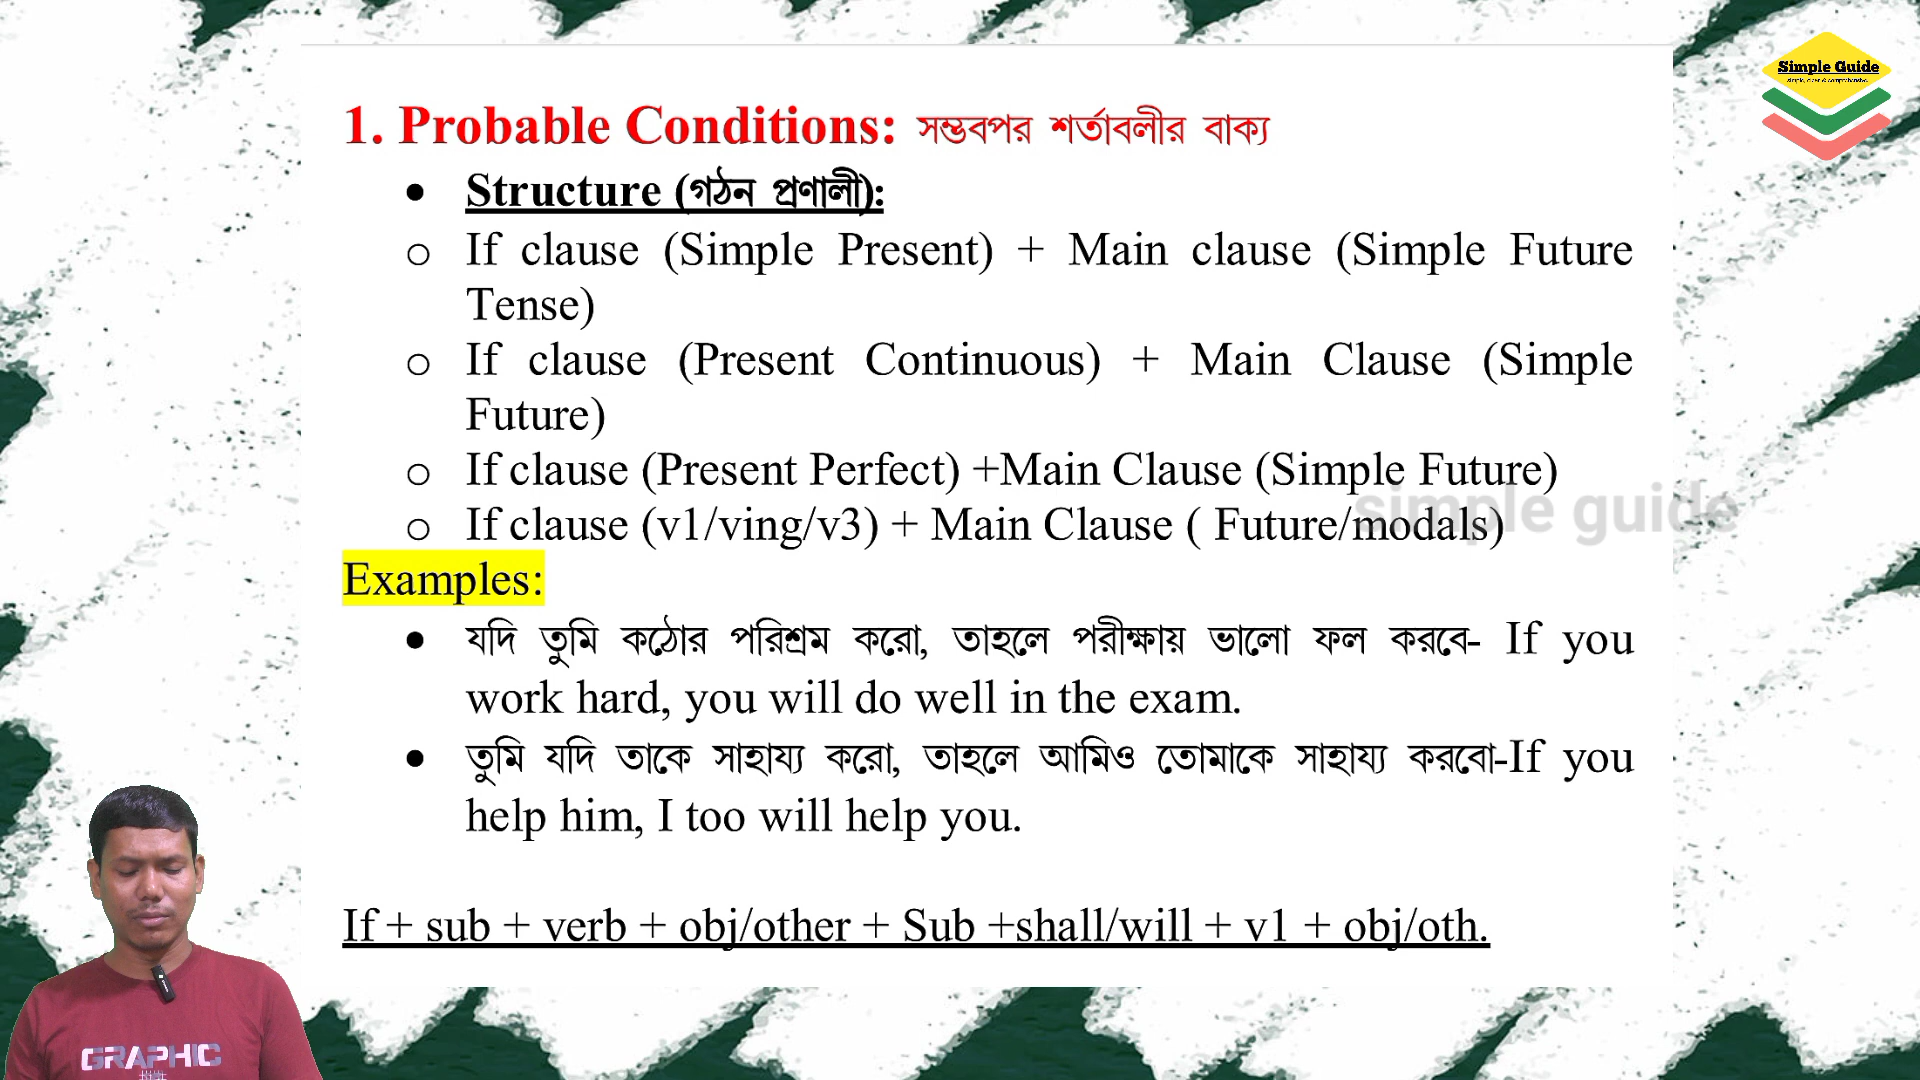 Simple Guide
1. Probable Conditions: সম্ভবপর শর্তাবলীর বাক্য
• Structure (গঠন প্রণালী):
o If clause (Simple Present) + Main clause (Simple Future
Tense)
o If clause (Present Continuous) + Main Clause (Simple
Future)
o If clause (Present Perfect) +Main Clause (Simple Future)
simple guide
o If clause (v1/ving/v3) + Main Clause ( Future/modals)
Examples:
• যদি তুমি কঠোর পরিশ্রম করো, তাহলে পরীক্ষায় ভালো ফল করবে- If you
work hard, you will do well in the exam.
• তুমি যদি তাকে সাহায্য করো, তাহলে আমিও তোমাকে সাহায্য করবো-If you
help him, I too will help you.
If + sub + verb + obj/other + Sub +shall/will + v1 + obj/oth.
GRAPHIC